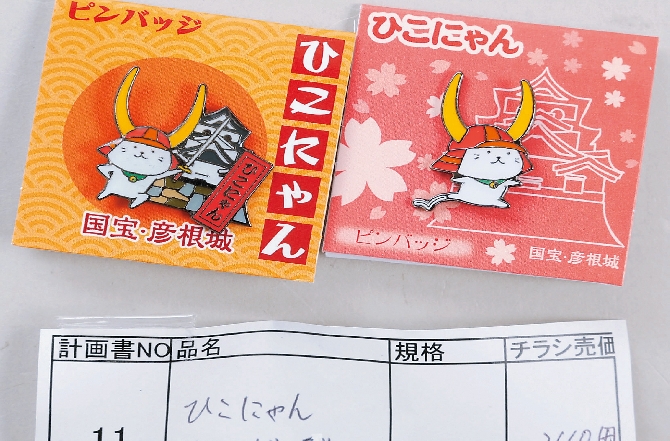 ピンバッジ
ひこにゃん
ひこにゃん
国宝・彦根城
ひこにゃん
ピンバッジ
国宝・彦根城
計画書NO 品名 規格 チラシ売価
11 ひこにゃん